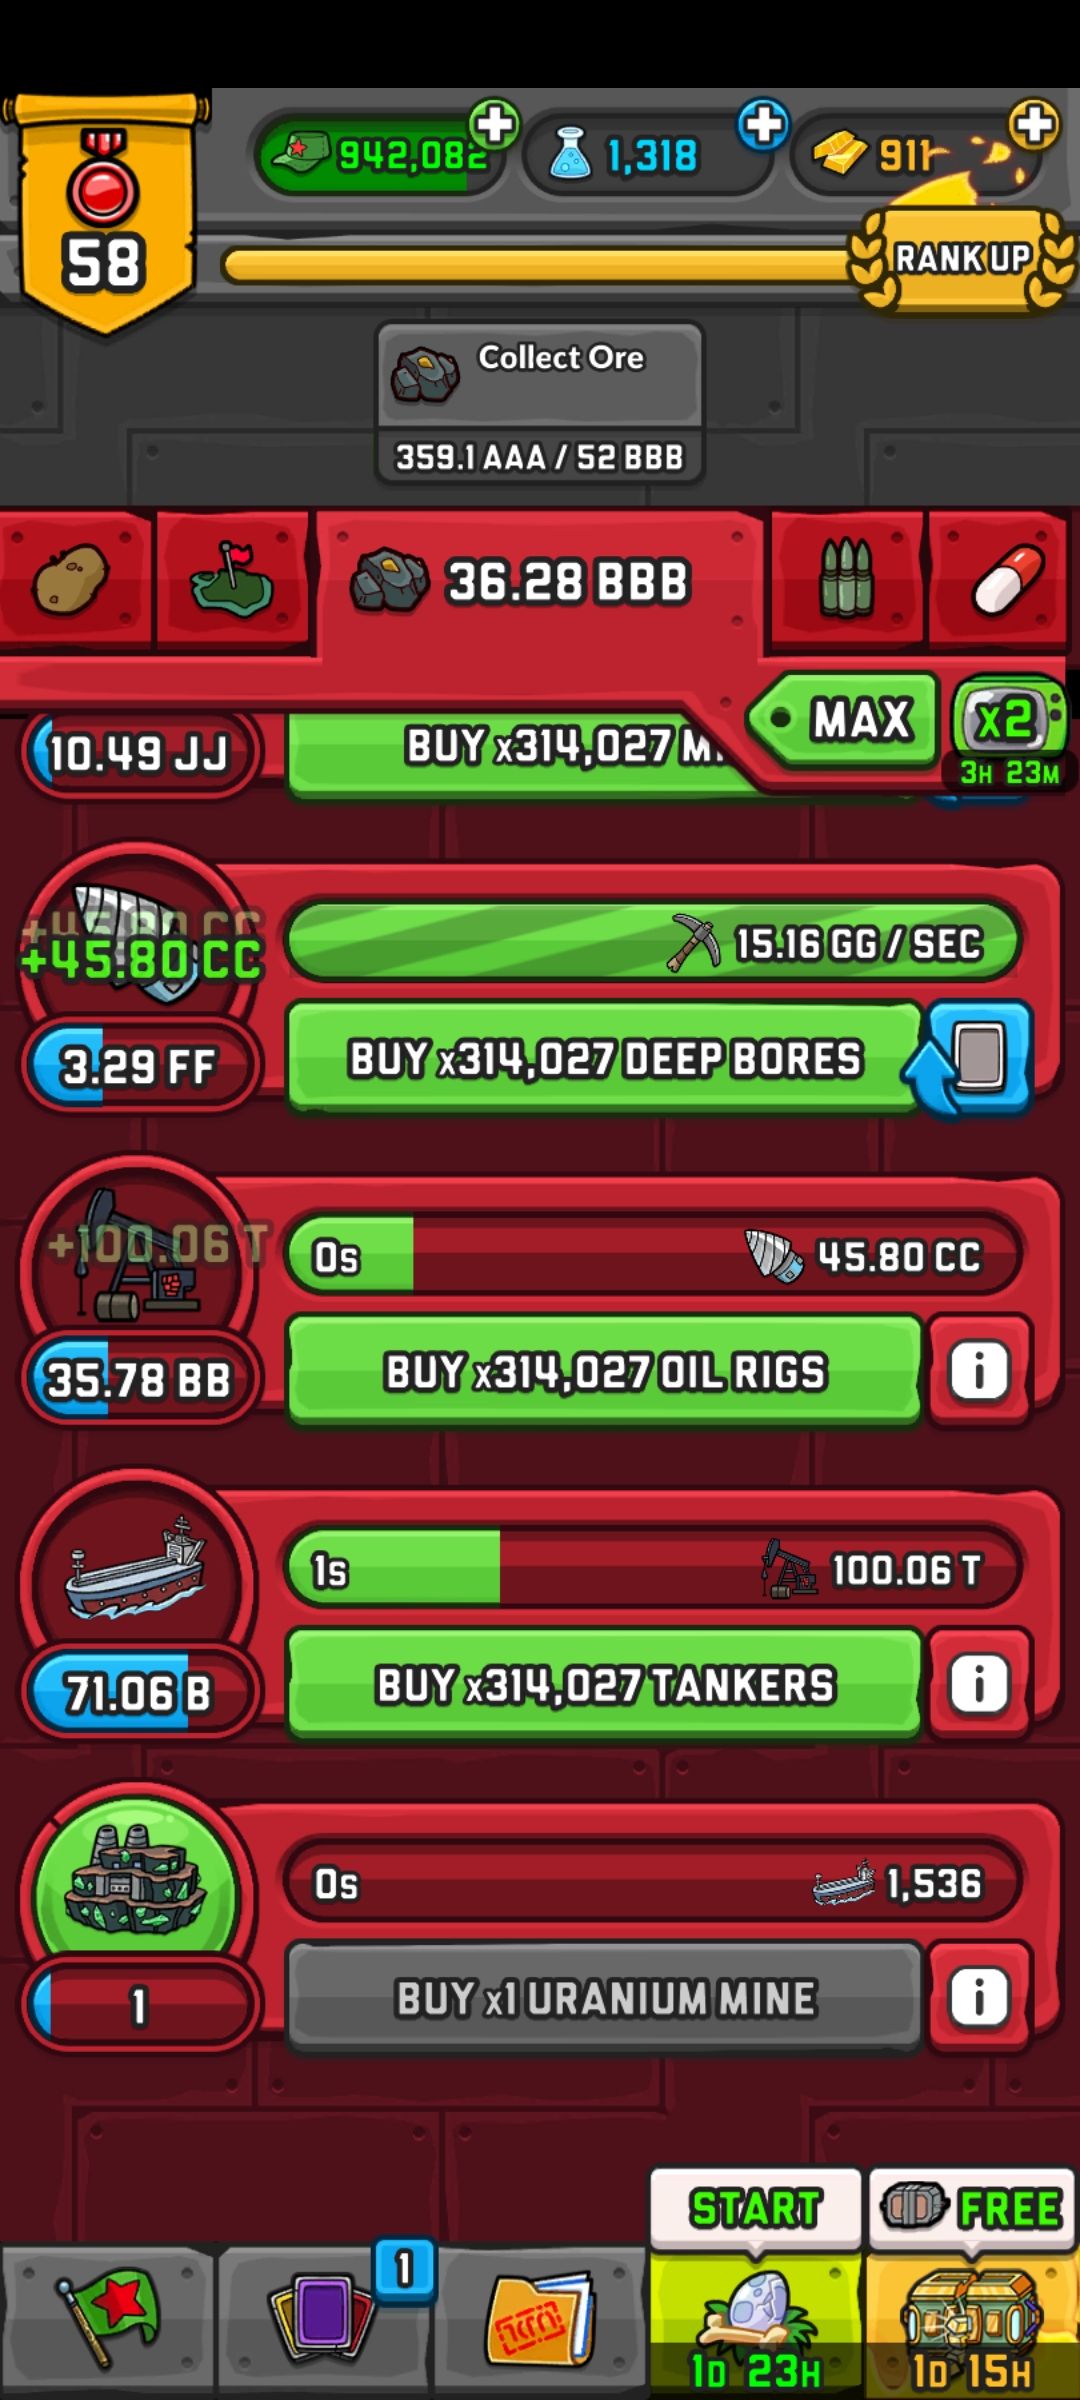 942,082
1,318
911
58
RANK UP
Collect Ore
359.1 AAA / 52 BBB
36.28 BBB
MAX
x2
3H 23M
10.49 JJ
BUY x314,027
+45.80 CC
+45.80 CC
15.16 GG / SEC
3.29 FF
BUY x314,027 DEEP BORES
+100.06 T
0s
45.80 CC
35.78 BB
BUY x314,027 OIL RIGS
i
1s
100.06 T
71.06 B
BUY x314,027 TANKERS
i
0s
1,536
1
BUY x1 URANIUM MINE
i
START
FREE
1
1D 23H
1D 15H